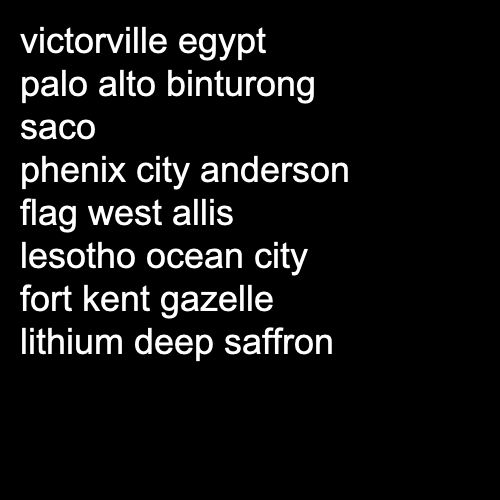 victorville egypt
palo alto binturong
saco
phenix city anderson
flag west allis
lesotho ocean city
fort kent gazelle
lithium deep saffron